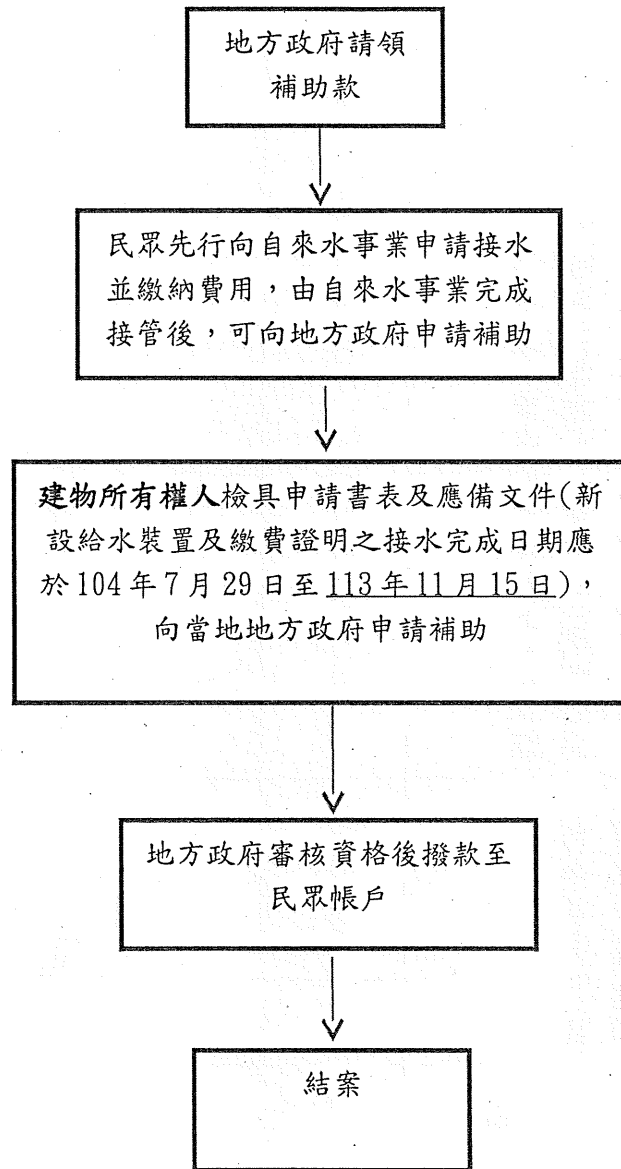 地方政府請領
補助款
民眾先行向自來水事業申請接水
並繳納費用，由自來水事業完成
接管後，可向地方政府申請補助
建物所有權人檢具申請書表及應備文件(新
設給水裝置及繳費證明之接水完成日期應
於104年7月29日至113年11月15日)，
向當地地方政府申請補助
地方政府審核資格後撥款至
民眾帳戶
結案